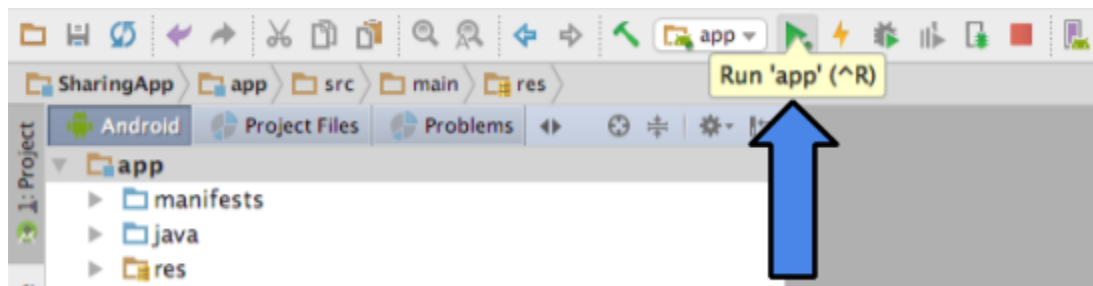 app
Run 'app' (^R)
SharingApp app src main res
Android Project Files Problems
1: Project
app
manifests
java
res